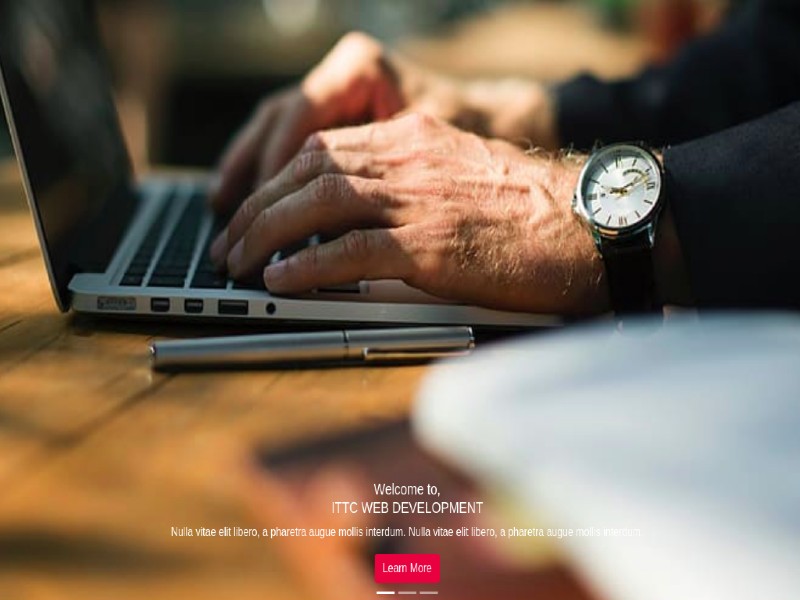 Welcome to,
ITTC WEB DEVELOPMENT
Nulla vitae elit libero, a pharetra augue mollis interdum. Nulla vitae elit libero, a pharetra augue mollis interdum.
Learn More